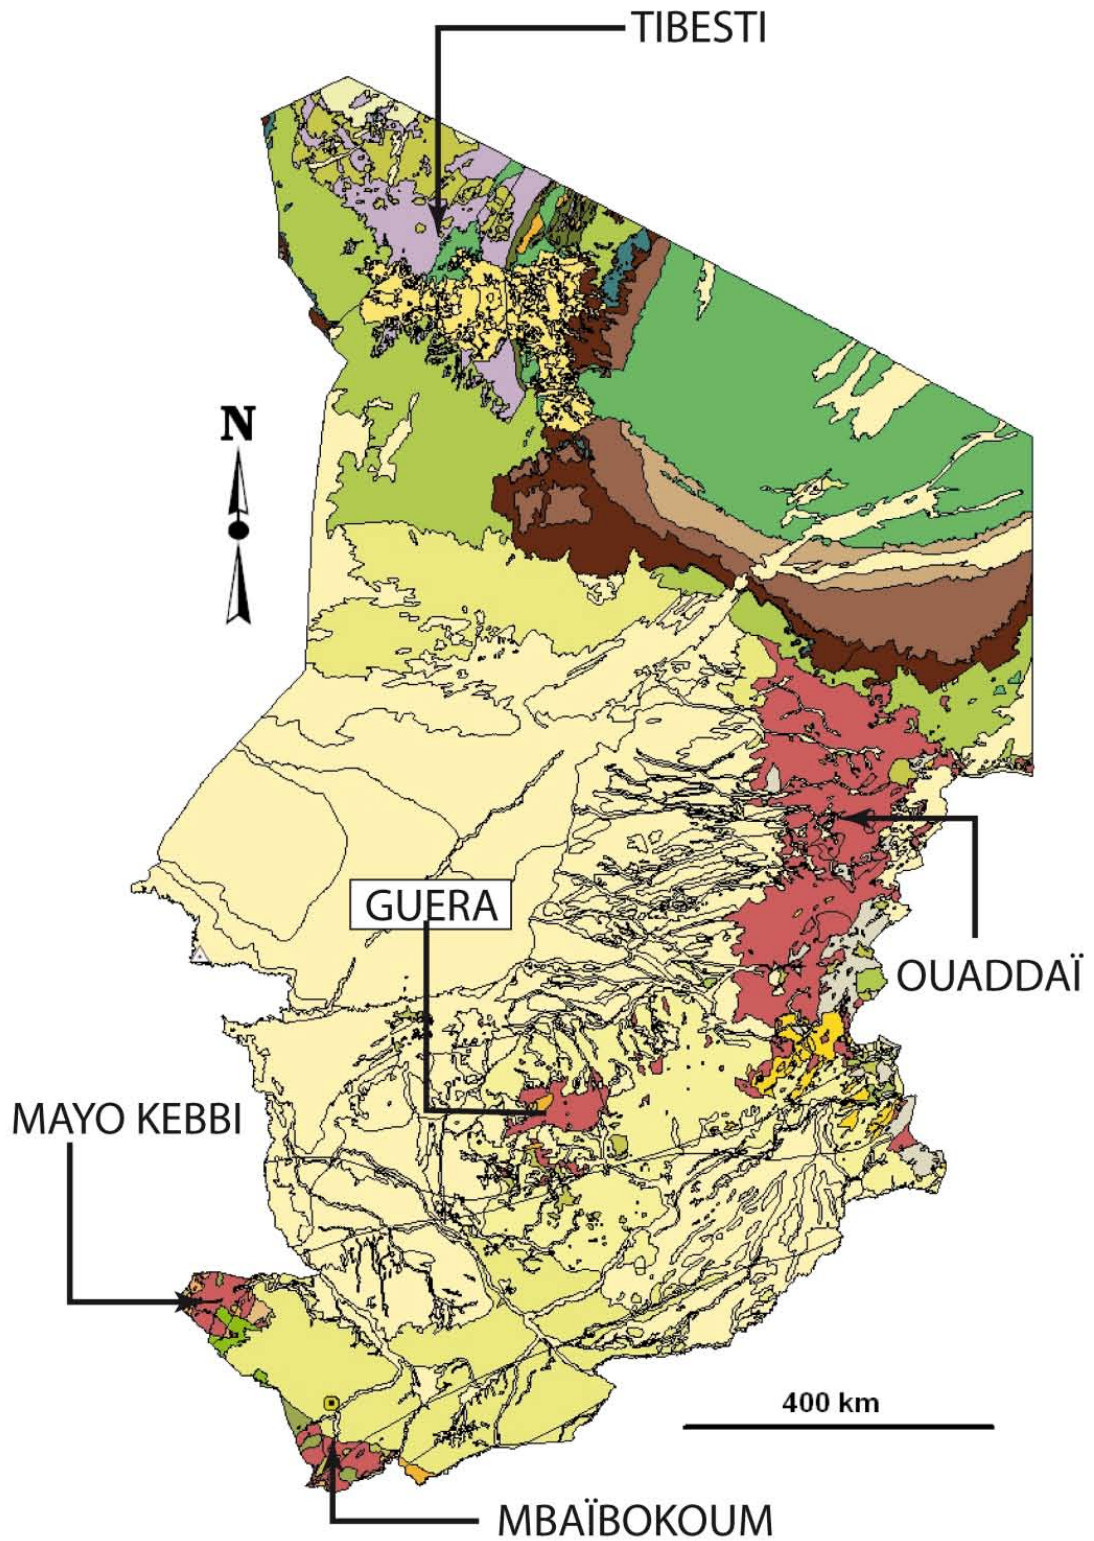 TIBESTI
N
GUERA
OUADDAÏ
MAYO KEBBI
400 km
MBAÏBOKOUM